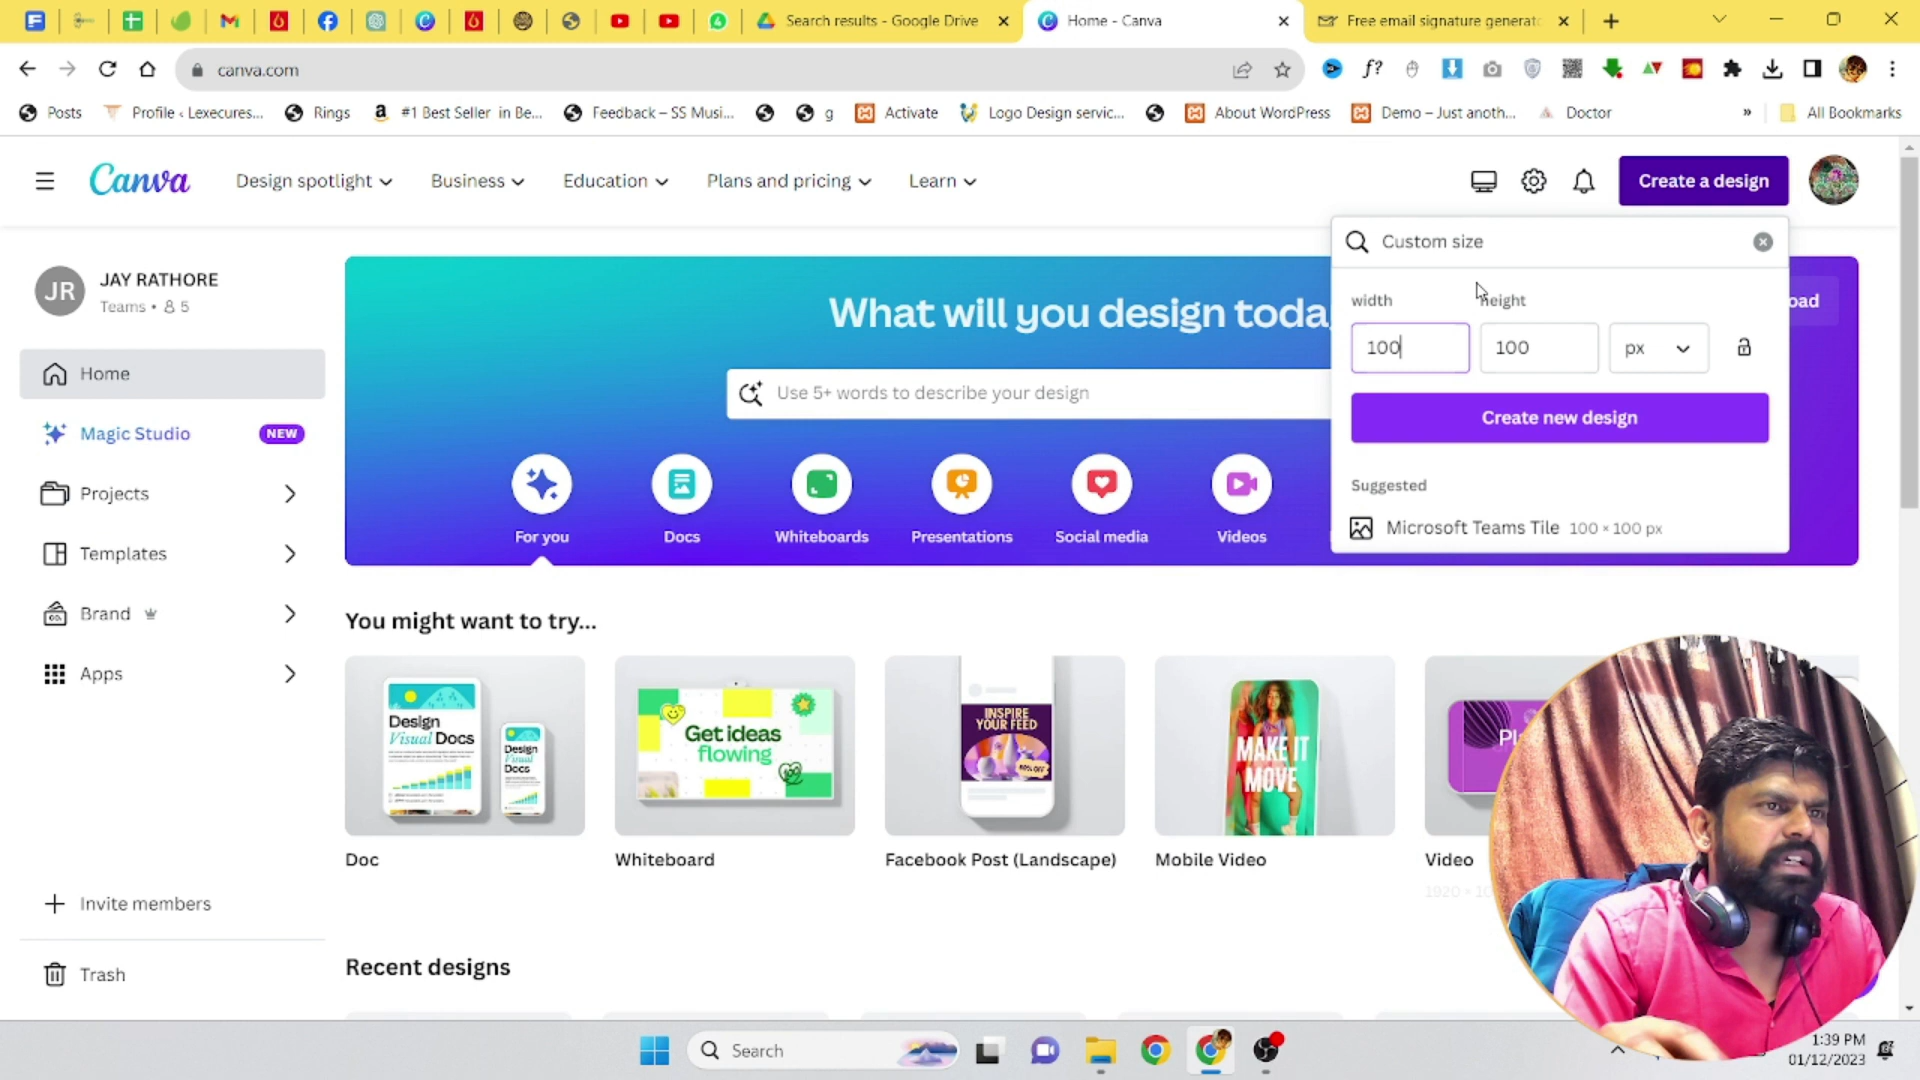 Search results - Google Drive
Home - Canva
Free email signature generato
canva.com
f?
Posts
Profile ‹ Lexecures...
Rings
#1 Best Seller in Be...
Feedback – SS Musi...
g
Activate
Logo Design servic...
About WordPress
Demo – Just anoth...
Doctor
»
All Bookmarks
Canva
Design spotlight
Business
Education
Plans and pricing
Learn
Create a design
Custom size
JR
JAY RATHORE
Teams • 5
What will you design toda
width
height
oad
100
100
px
Home
Use 5+ words to describe your design
Create new design
Magic Studio
NEW
Suggested
Projects
Microsoft Teams Tile 100 × 100 px
For you
Docs
Whiteboards
Presentations
Social media
Videos
Templates
Brand
You might want to try...
Apps
Design
Visual Docs
Design
Visual
Docs
Get ideas
flowing
INSPIRE
YOUR FEED
MAKE IT
MOVE
Doc
Whiteboard
Facebook Post (Landscape)
Mobile Video
Video
Invite members
Recent designs
Trash
Search
1:39 PM
01/12/2023